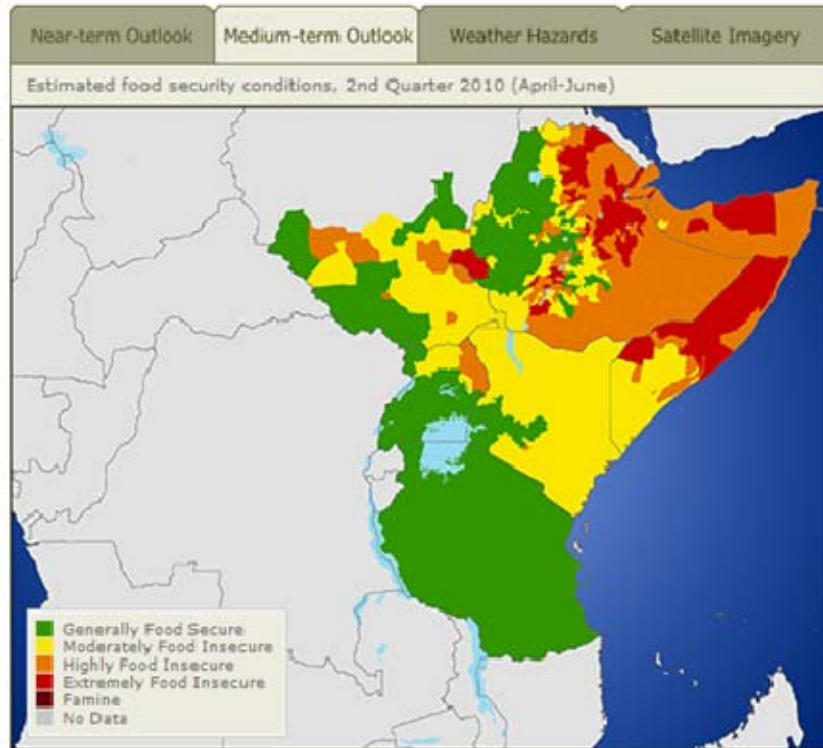 Near-term Outlook
Medium-term Outlook
Weather Hazards
Satellite Imagery
Estimated food security conditions, 2nd Quarter 2010 (April-June)
Generally Food Secure
Moderately Food Insecure
Highly Food Insecure
Extremely Food Insecure
Famine
No Data